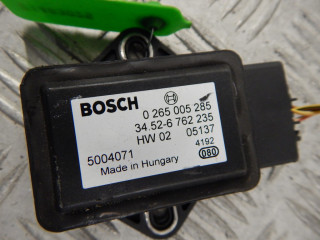 BOSCH
0 265 005 285
34.52-6 762 235
HW 02 05137
5004071 4192
Made in Hungary 080